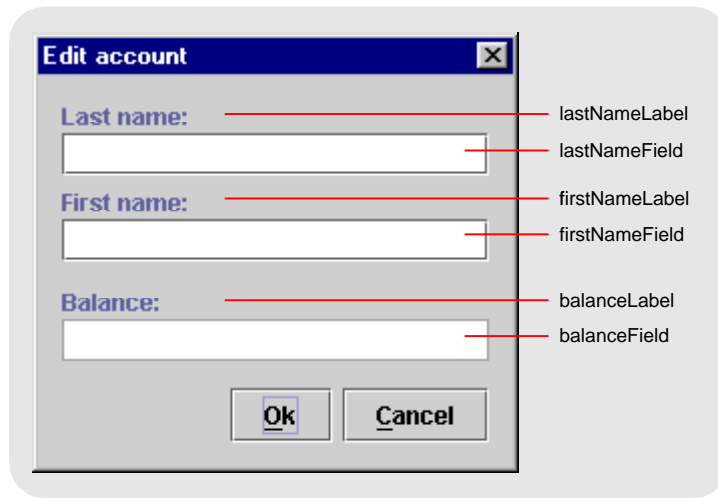 Edit account
Last name: lastNameLabel
lastNameField
First name: firstNameLabel
firstNameField
Balance: balanceLabel
balanceField
Ok Cancel